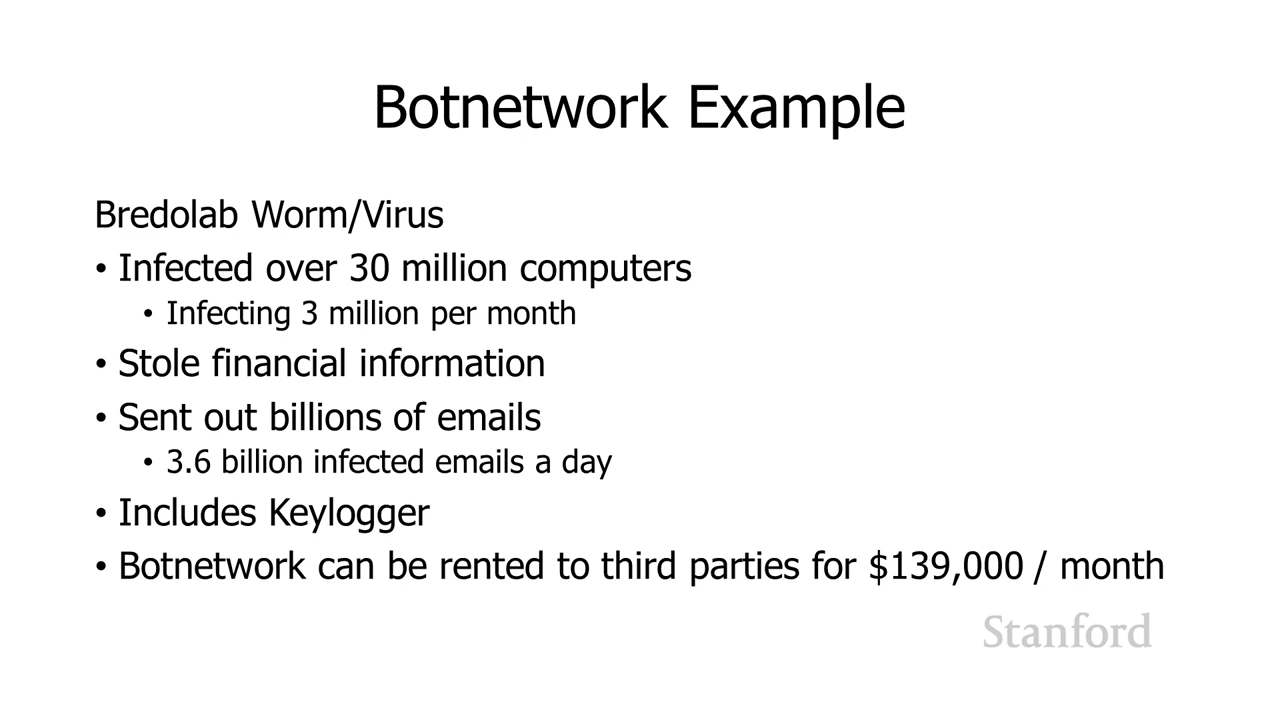 Botnetwork Example
Bredolab Worm/Virus
• Infected over 30 million computers
• Infecting 3 million per month
• Stole financial information
• Sent out billions of emails
• 3.6 billion infected emails a day
• Includes Keylogger
• Botnetwork can be rented to third parties for $139,000 / month
Stanford